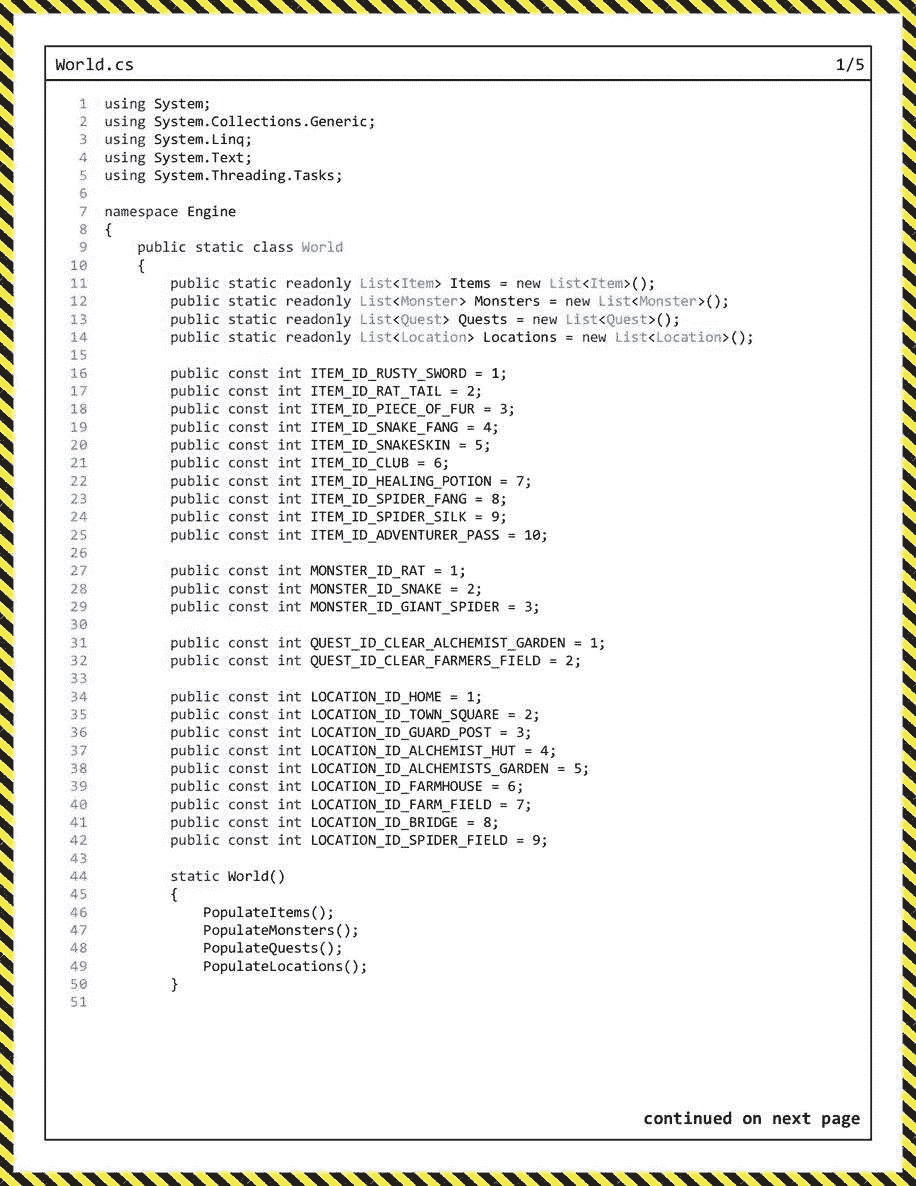 World.cs 1/5
1 using System;
2 using System.Collections.Generic;
3 using System.Linq;
4 using System.Text;
5 using System.Threading.Tasks;
6
7 namespace Engine
8 {
9     public static class World
10     {
11         public static readonly List<Item> Items = new List<Item>();
12         public static readonly List<Monster> Monsters = new List<Monster>();
13         public static readonly List<Quest> Quests = new List<Quest>();
14         public static readonly List<Location> Locations = new List<Location>();
15
16         public const int ITEM_ID_RUSTY_SWORD = 1;
17         public const int ITEM_ID_RAT_TAIL = 2;
18         public const int ITEM_ID_PIECE_OF_FUR = 3;
19         public const int ITEM_ID_SNAKE_FANG = 4;
20         public const int ITEM_ID_SNAKESKIN = 5;
21         public const int ITEM_ID_CLUB = 6;
22         public const int ITEM_ID_HEALING_POTION = 7;
23         public const int ITEM_ID_SPIDER_FANG = 8;
24         public const int ITEM_ID_SPIDER_SILK = 9;
25         public const int ITEM_ID_ADVENTURER_PASS = 10;
26
27         public const int MONSTER_ID_RAT = 1;
28         public const int MONSTER_ID_SNAKE = 2;
29         public const int MONSTER_ID_GIANT_SPIDER = 3;
30
31         public const int QUEST_ID_CLEAR_ALCHEMIST_GARDEN = 1;
32         public const int QUEST_ID_CLEAR_FARMERS_FIELD = 2;
33
34         public const int LOCATION_ID_HOME = 1;
35         public const int LOCATION_ID_TOWN_SQUARE = 2;
36         public const int LOCATION_ID_GUARD_POST = 3;
37         public const int LOCATION_ID_ALCHEMIST_HUT = 4;
38         public const int LOCATION_ID_ALCHEMISTS_GARDEN = 5;
39         public const int LOCATION_ID_FARMHOUSE = 6;
40         public const int LOCATION_ID_FARM_FIELD = 7;
41         public const int LOCATION_ID_BRIDGE = 8;
42         public const int LOCATION_ID_SPIDER_FIELD = 9;
43
44         static World()
45         {
46             PopulateItems();
47             PopulateMonsters();
48             PopulateQuests();
49             PopulateLocations();
50         }
51
continued on next page